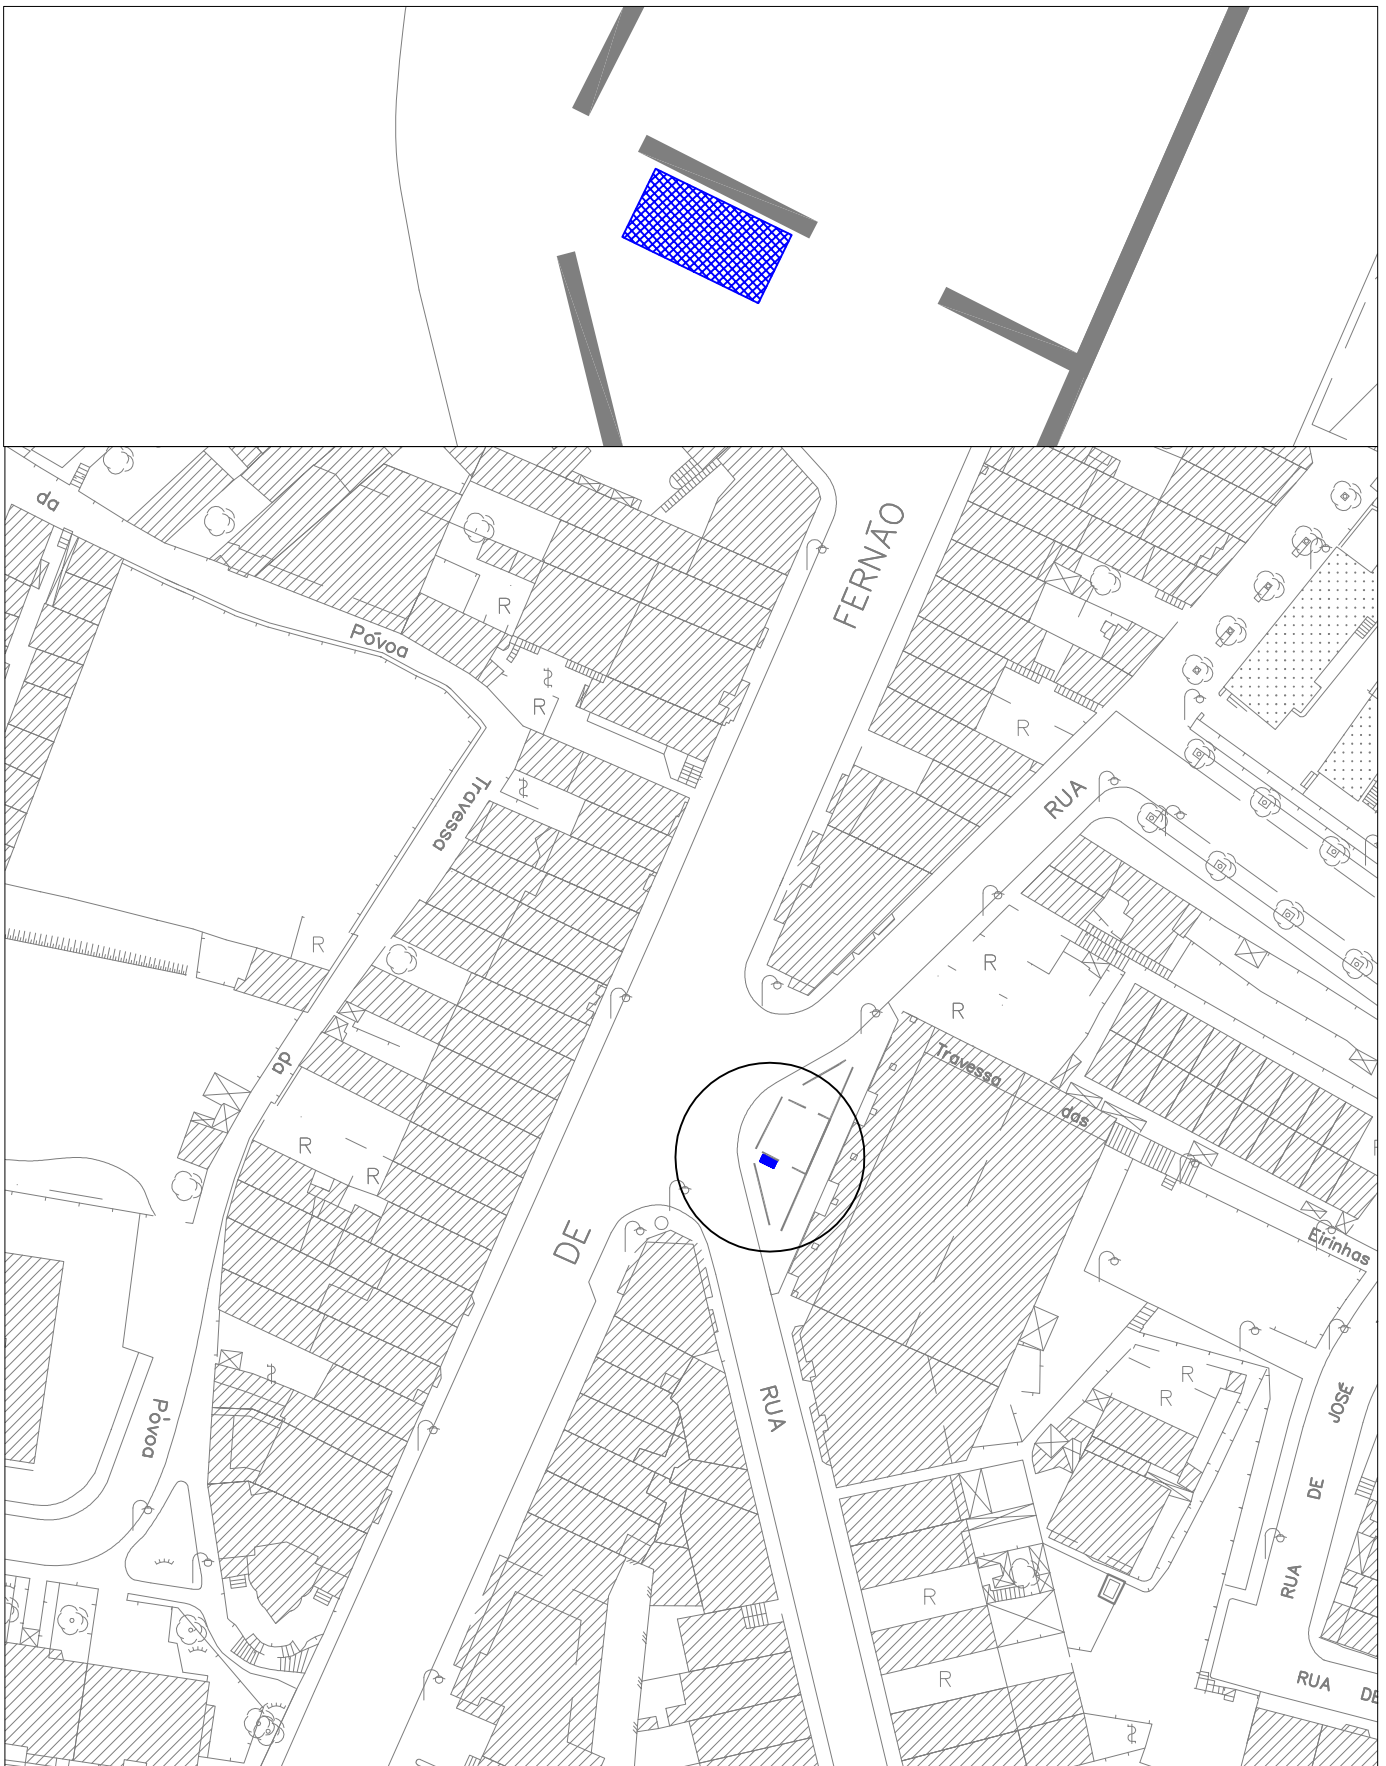 da
FERNÃO
R
Póvoa
R
R
Travessa
RUA
R
R
R
Travessa
da
das
R
R
DE
Eirinhas
RUA
R
R
JOSÉ
Póvoa
DE
RUA
R
R
RUA DE